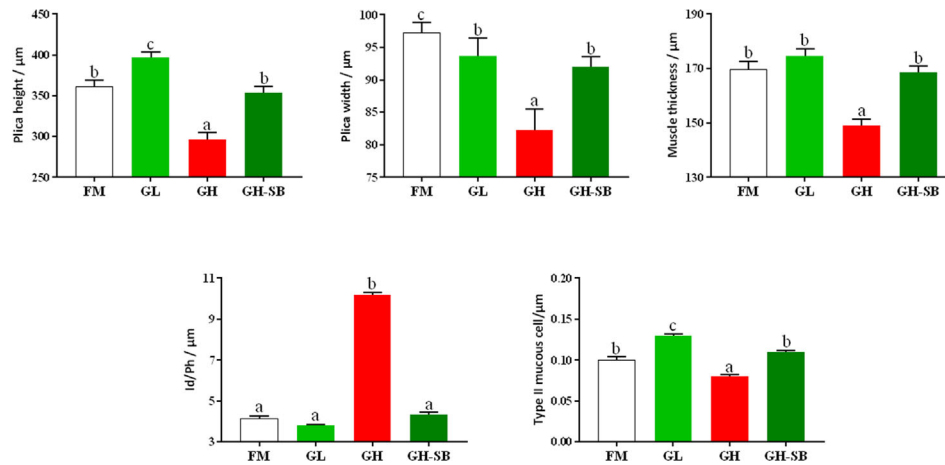 450
400
350
300
250
Plica height / μm
b
c
a
b
FM GL GH GH-SB
100
95
90
85
80
75
Plica width / μm
c
b
a
b
FM GL GH GH-SB
190
170
150
130
Muscle thickness / μm
b
b
a
b
FM GL GH GH-SB
11
9
7
5
3
Id/Ph / μm
a
a
b
a
FM GL GH GH-SB
0.20
0.15
0.10
0.05
0.00
Type II mucous cell/μm
b
c
a
b
FM GL GH GH-SB